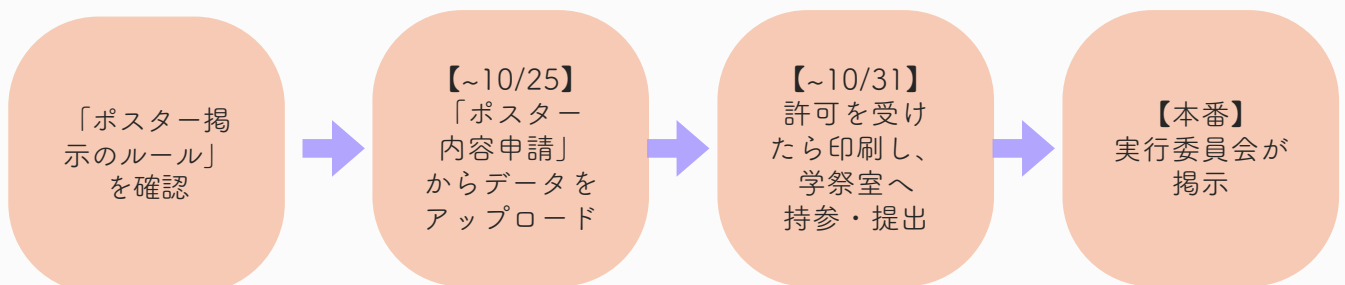 「ポスター掲
示のルール」
を確認
【~10/25】
「ポスター
内容申請」
からデータを
アップロード
【~10/31】
許可を受け
たら印刷し、
学祭室へ
持参・提出
【本番】
実行委員会が
掲示